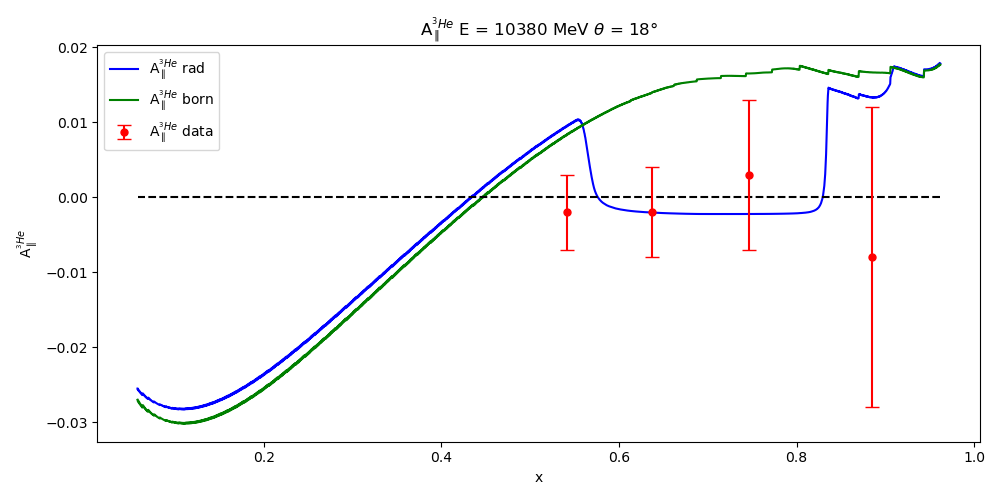 A∥³ᴴᵉ E = 10380 MeV θ = 18°
A∥³ᴴᵉ rad
A∥³ᴴᵉ born
A∥³ᴴᵉ data
A∥³ᴴᵉ
0.02
0.01
0.00
−0.01
−0.02
−0.03
0.2 0.4 0.6 0.8 1.0
x